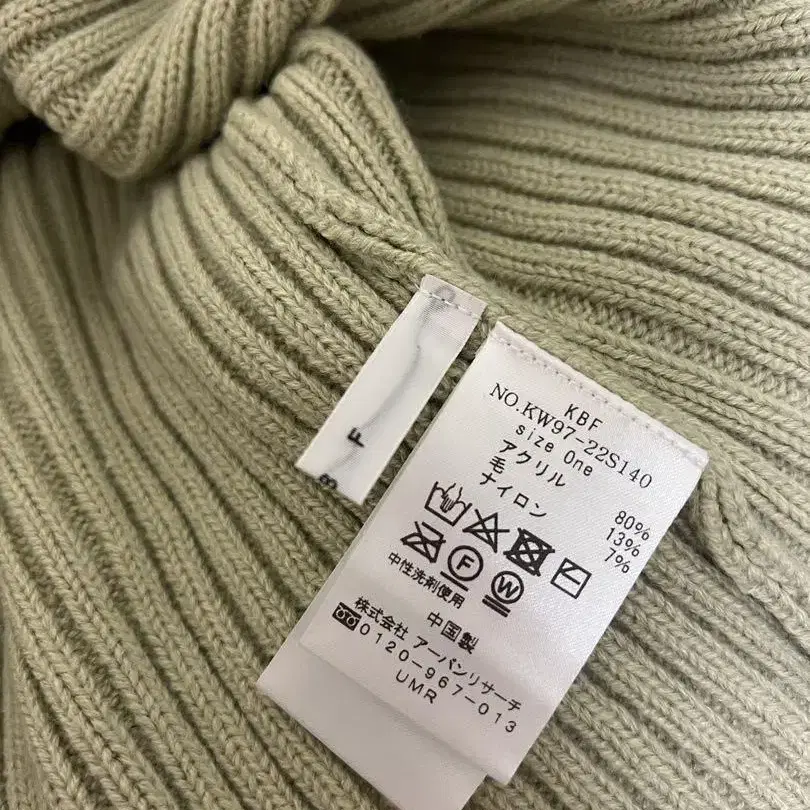 KBF
NO.KW97-22S140
size One
アクリル 80%
毛 13%
ナイロン 7%
F
W
中性洗剤使用
中国製
株式会社 アーバンリサーチ
0120-967-013
UMR
F